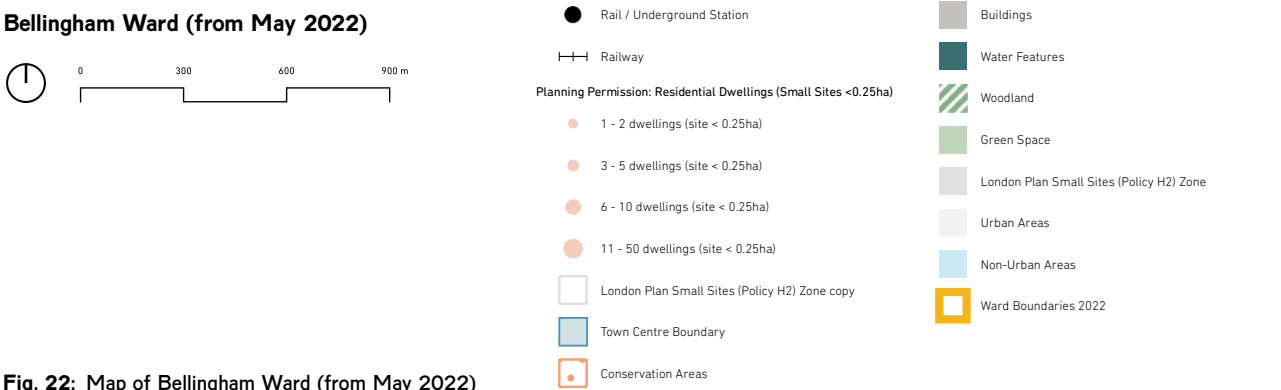 Bellingham Ward (from May 2022)
0 300 600 900 m
Rail / Underground Station
Railway
Planning Permission: Residential Dwellings (Small Sites <0.25ha)
1 - 2 dwellings (site < 0.25ha)
3 - 5 dwellings (site < 0.25ha)
6 - 10 dwellings (site < 0.25ha)
11 - 50 dwellings (site < 0.25ha)
London Plan Small Sites (Policy H2) Zone copy
Town Centre Boundary
Conservation Areas
Buildings
Water Features
Woodland
Green Space
London Plan Small Sites (Policy H2) Zone
Urban Areas
Non-Urban Areas
Ward Boundaries 2022
Fig. 22: Map of Bellingham Ward (from May 2022)